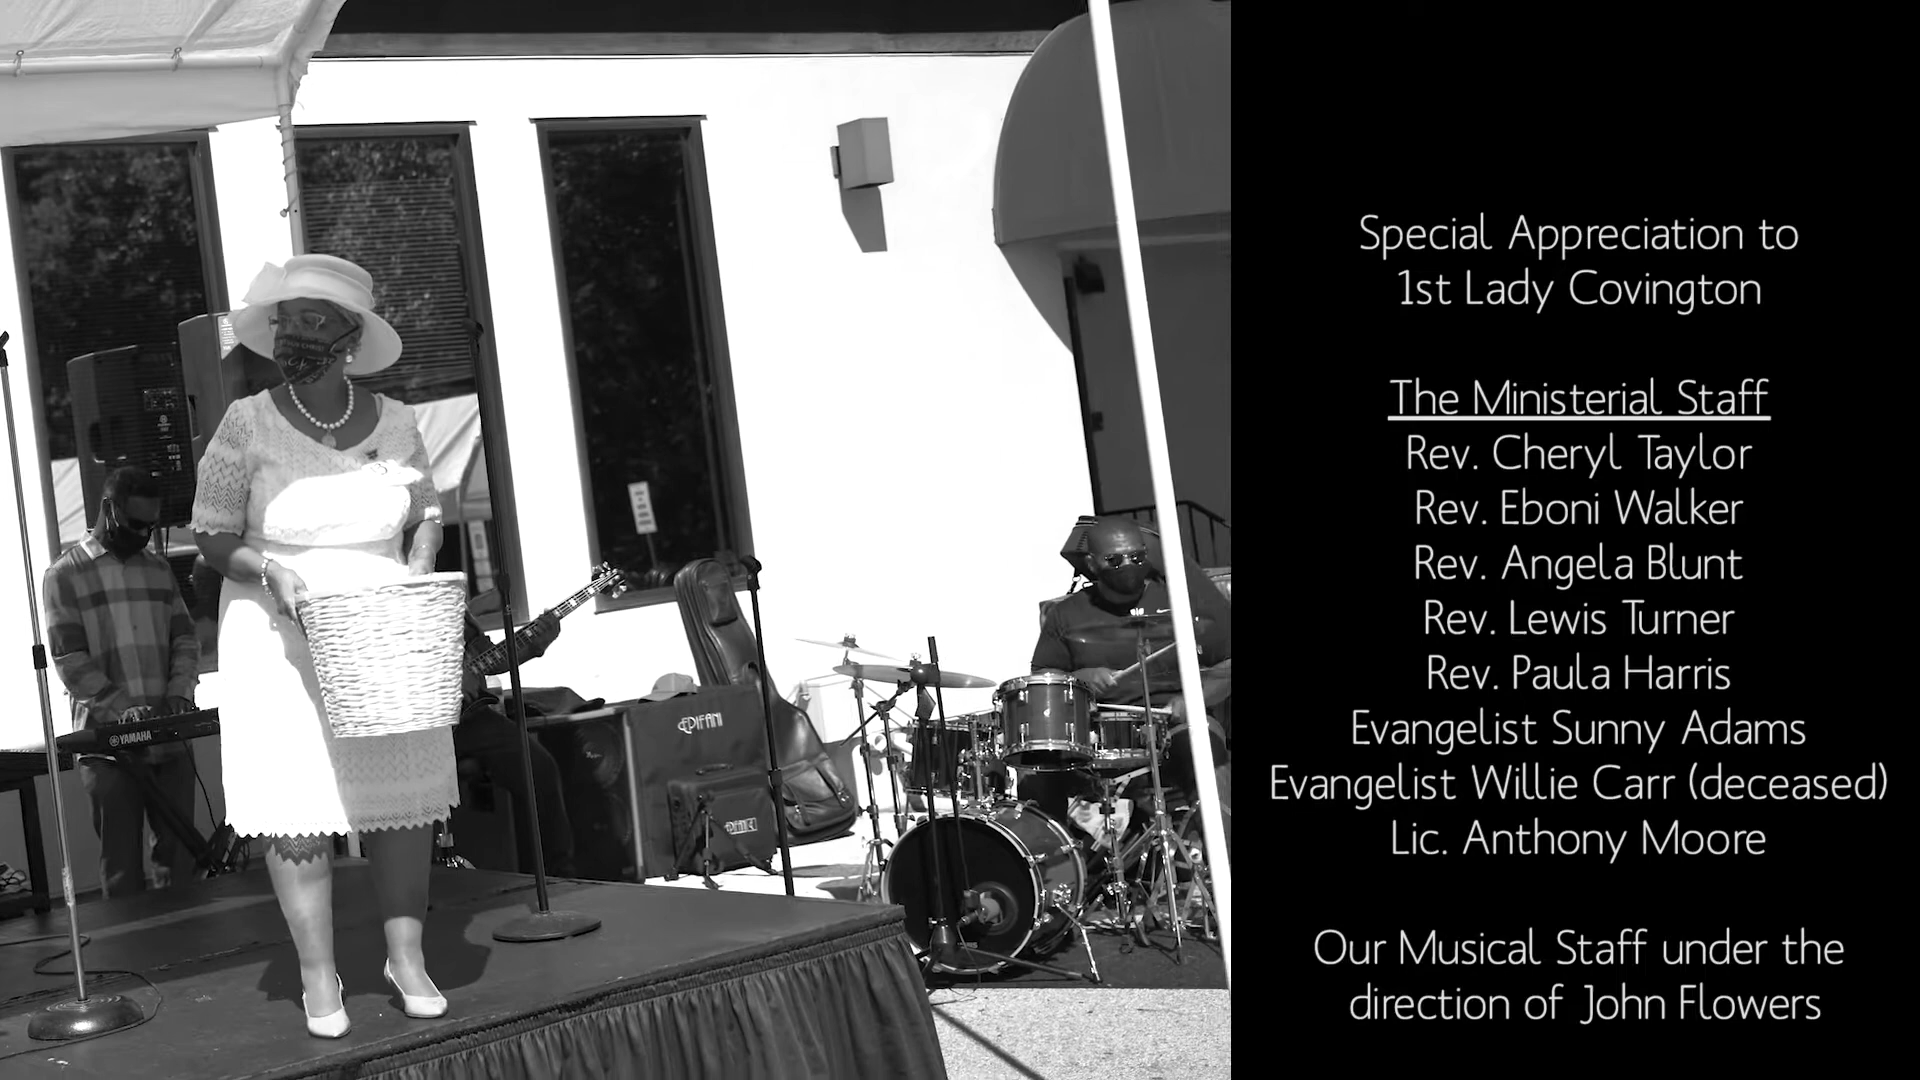 Special Appreciation to
1st Lady Covington
The Ministerial Staff
Rev. Cheryl Taylor
Rev. Eboni Walker
Rev. Angela Blunt
Rev. Lewis Turner
Rev. Paula Harris
Evangelist Sunny Adams
Evangelist Willie Carr (deceased)
Lic. Anthony Moore
Our Musical Staff under the
direction of John Flowers
YAMAHA
EPIFANI